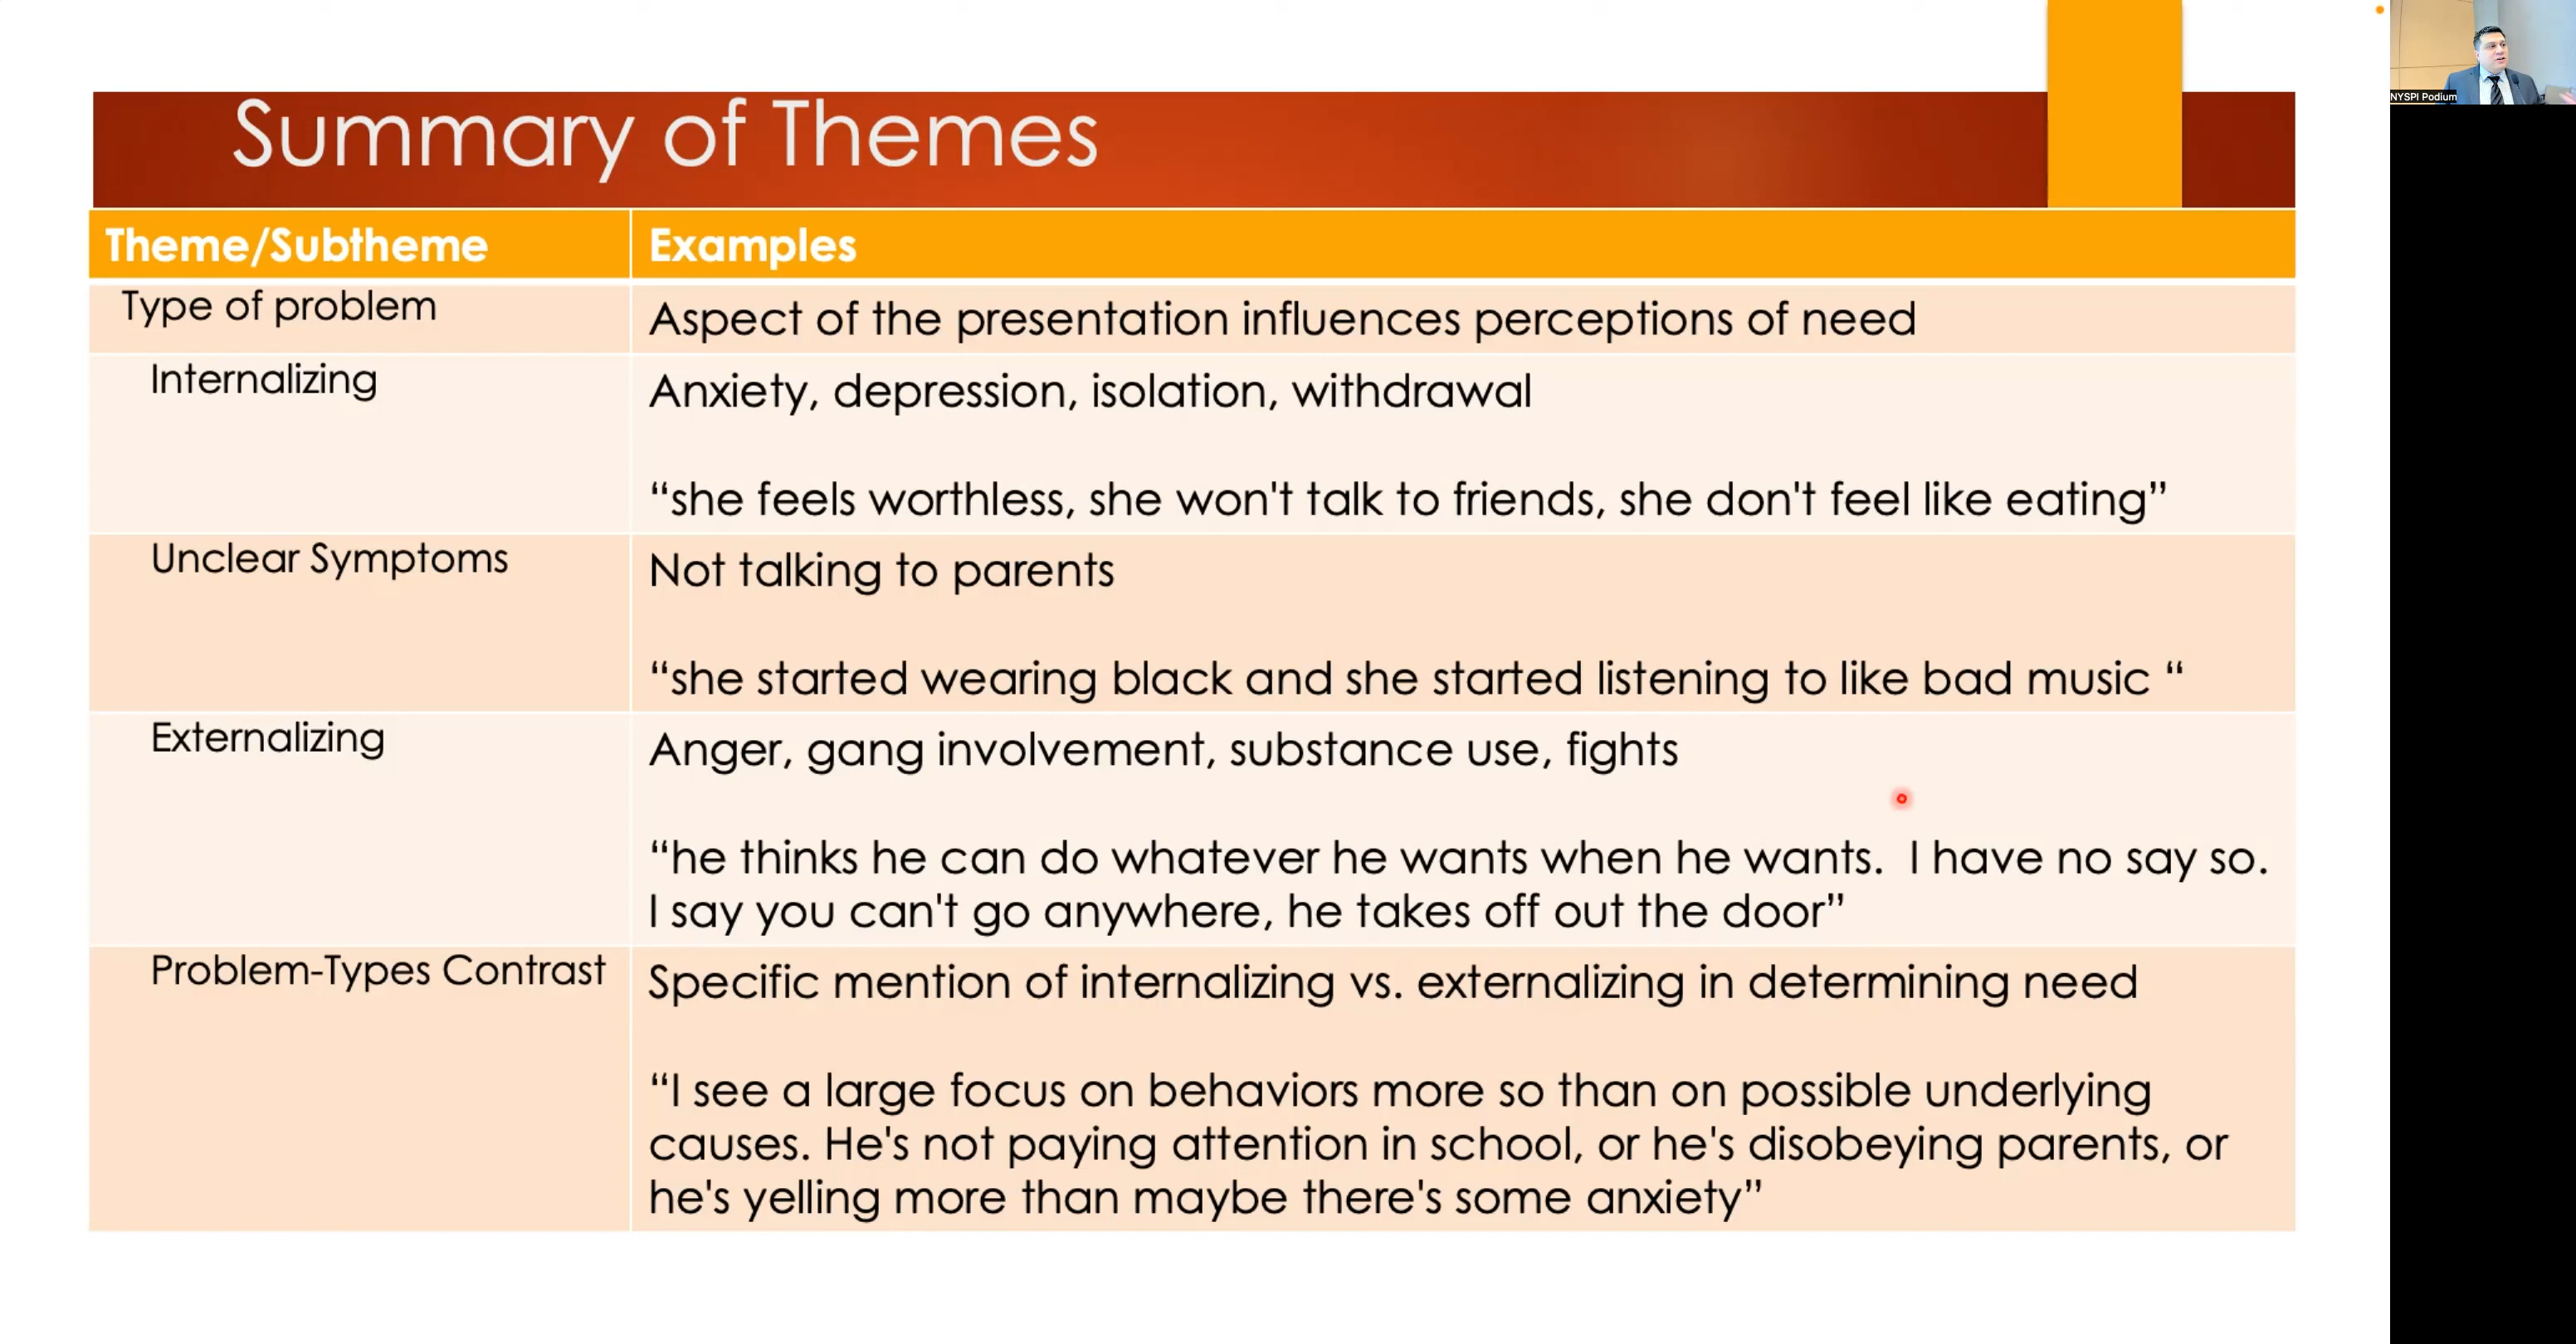 NYSPI Podium
Summary of Themes
Theme/Subtheme
Examples
Type of problem
Aspect of the presentation influences perceptions of need
Internalizing
Anxiety, depression, isolation, withdrawal
“she feels worthless, she won't talk to friends, she don't feel like eating”
Unclear Symptoms
Not talking to parents
“she started wearing black and she started listening to like bad music “
Externalizing
Anger, gang involvement, substance use, fights
“he thinks he can do whatever he wants when he wants.  I have no say so.
I say you can't go anywhere, he takes off out the door”
Problem-Types Contrast
Specific mention of internalizing vs. externalizing in determining need
“I see a large focus on behaviors more so than on possible underlying
causes. He's not paying attention in school, or he's disobeying parents, or
he's yelling more than maybe there's some anxiety”